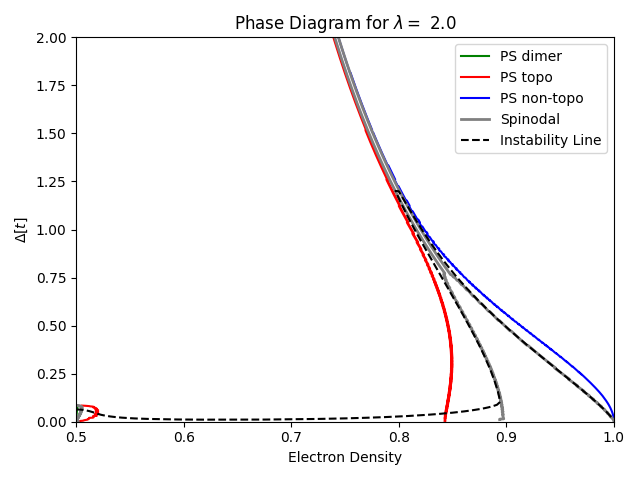 Phase Diagram for λ = 2.0
PS dimer
PS topo
PS non-topo
Spinodal
Instability Line
2.00
1.75
1.50
1.25
1.00
0.75
0.50
0.25
0.00
Δ[t]
0.5
0.6
0.7
0.8
0.9
1.0
Electron Density